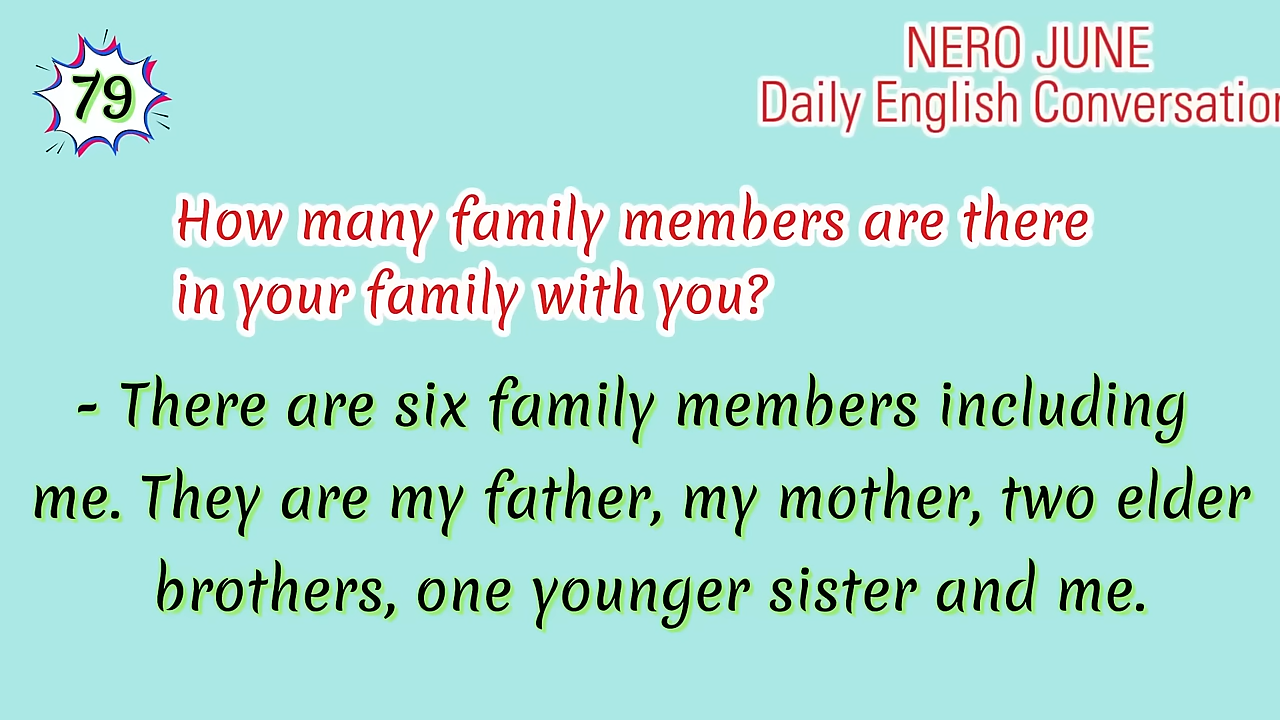 79
NERO JUNE
Daily English Conversation
How many family members are there
in your family with you?
- There are six family members including
me. They are my father, my mother, two elder
brothers, one younger sister and me.